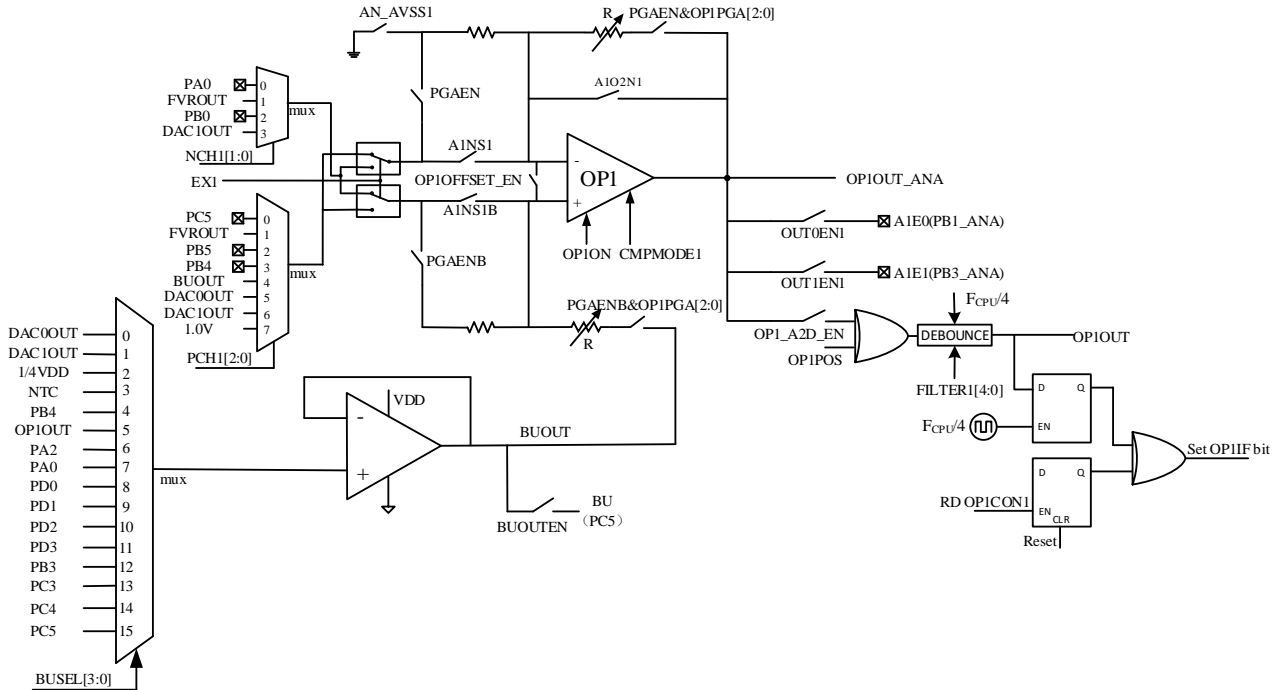 AN_AVSS1
R
PGAEN&OP1PGA[2:0]
PA0
0
FVROUT
1
PB0
2
DAC1OUT
3
mux
NCH1[1:0]
PGAEN
A1O2N1
A1NS1
EX1
OP1OFFSET_EN
A1NS1B
-
OP1
+
OP1ON
CMPMODE1
OP1OUT_ANA
OUT0EN1
A1E0(PB1_ANA)
OUT1EN1
A1E1(PB3_ANA)
PC5
0
FVROUT
1
PB5
2
PB4
3
BUOUT
4
DAC0OUT
5
DAC1OUT
6
1.0V
7
mux
PCH1[2:0]
PGAENB
PGAENB&OP1PGA[2:0]
R
OP1_A2D_EN
OP1POS
FCPU/4
DEBOUNCE
FILTER1[4:0]
OP1OUT
D
Q
EN
FCPU/4
D
Q
EN
CLR
RD OP1CON1
Reset
Set OP1IF bit
DAC0OUT
0
DAC1OUT
1
1/4VDD
2
NTC
3
PB4
4
OP1OUT
5
PA2
6
PA0
7
PD0
8
PD1
9
PD2
10
PD3
11
PB3
12
PC3
13
PC4
14
PC5
15
mux
BUSEL[3:0]
-
+
VDD
BUOUT
BUOUTEN
BU
（PC5）